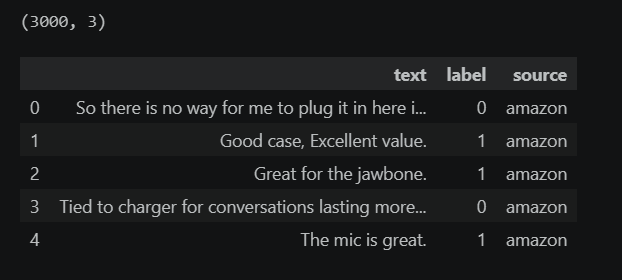 (3000, 3)
text label source
0 So there is no way for me to plug it in here i... 0 amazon
1 Good case, Excellent value. 1 amazon
2 Great for the jawbone. 1 amazon
3 Tied to charger for conversations lasting more... 0 amazon
4 The mic is great. 1 amazon